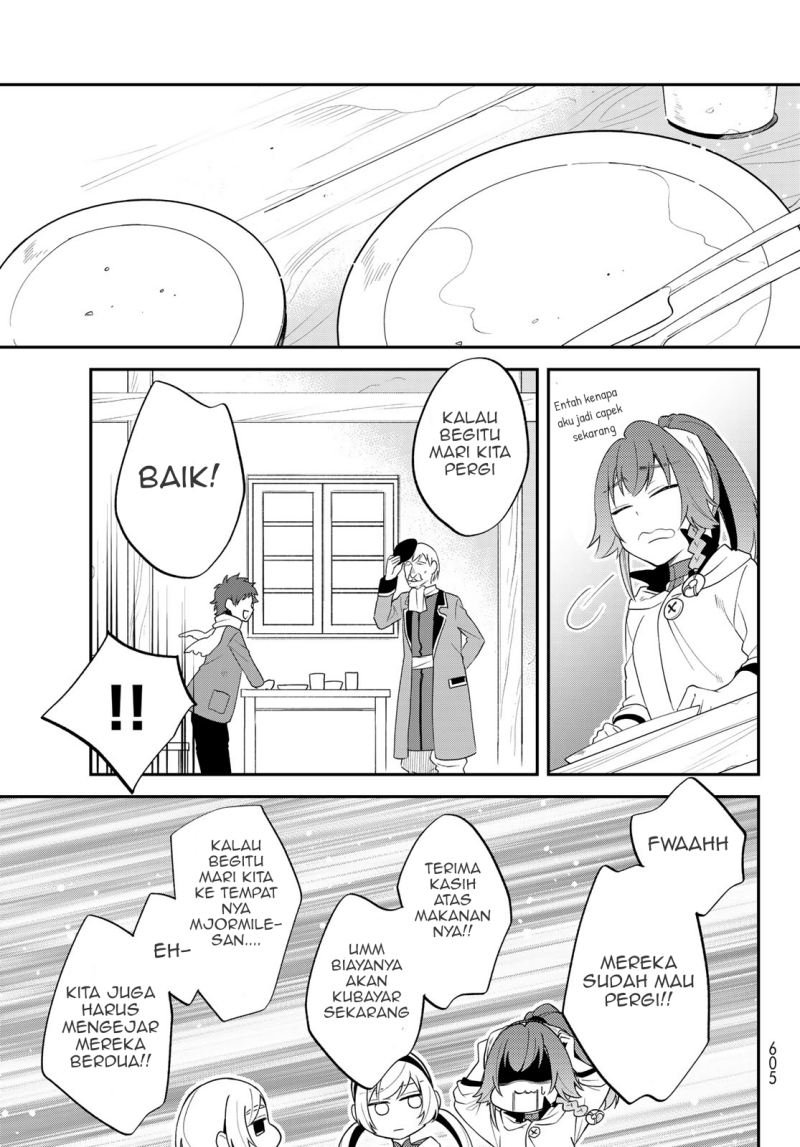 Entah kenapa
aku jadi capek
sekarang
KALAU
BEGITU
MARI KITA
PERGI
BAIK!
!!
FWAAHH
MEREKA
SUDAH MAU
PERGI!!
TERIMA
KASIH
ATAS
MAKANAN
NYA!!
UMM
BIAYANYA
AKAN
KUBAYAR
SEKARANG
KALAU
BEGITU
MARI KITA
KE TEMPAT
NYA
MJORMILE-
SAN....
EH-
KITA JUGA
HARUS
MENGEJAR
MEREKA
BERDUA!!
605